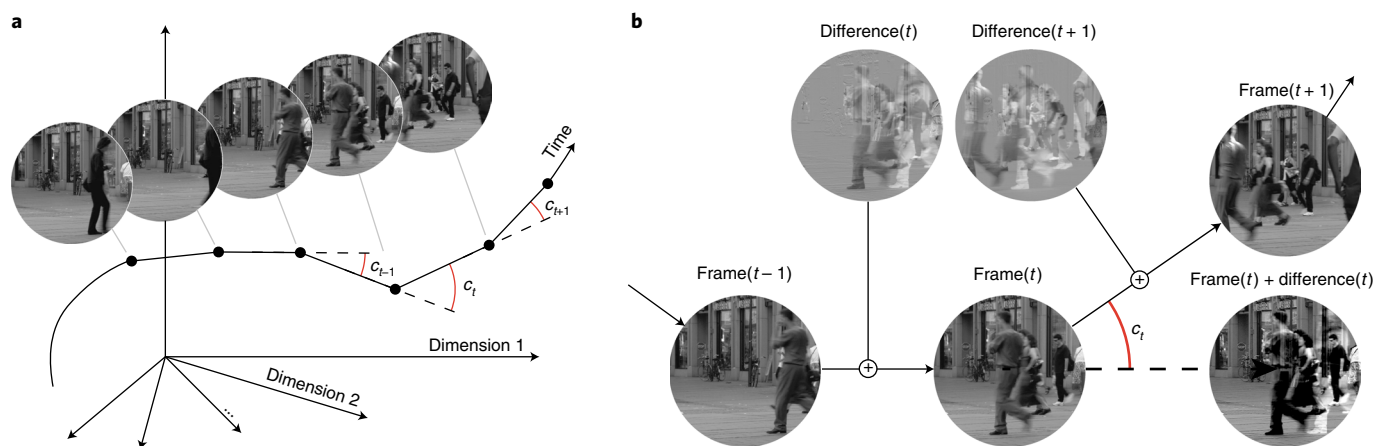 a
Time
c_{t+1}
c_{t–1}
c_t
Dimension 1
Dimension 2
...
b
Difference(t)
Difference(t + 1)
Frame(t + 1)
Frame(t – 1)
Frame(t)
Frame(t) + difference(t)
c_t
+
+